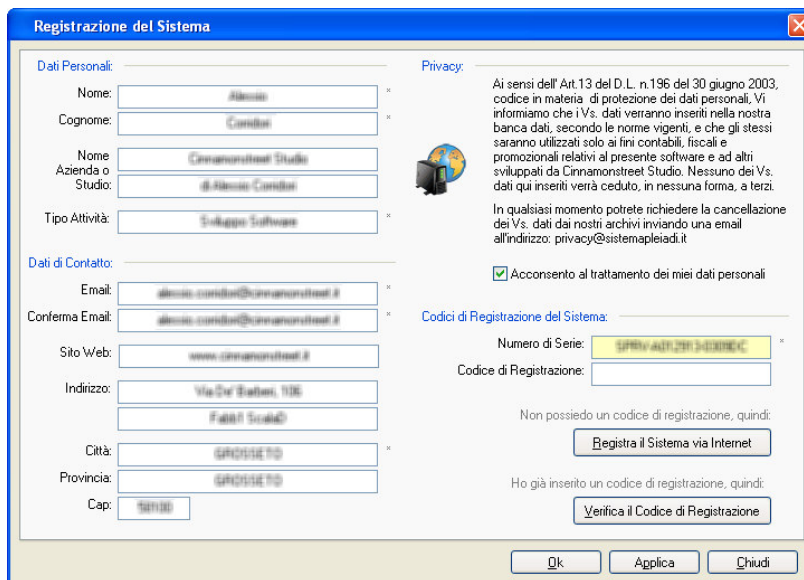 Registrazione del Sistema
Dati Personali:
Nome:
*
Cognome:
*
Nome
Azienda o
Studio:
Tipo Attività:
*
Dati di Contatto:
Email:
*
Conferma Email:
*
Sito Web:
Indirizzo:
Città:
GROSSETO
*
Provincia:
GROSSETO
Cap:
Privacy:
Ai sensi dell' Art.13 del D.L. n.196 del 30 giugno 2003,
codice in materia di protezione dei dati personali, Vi
informiamo che i Vs. dati verranno inseriti nella nostra
banca dati, secondo le norme vigenti, e che gli stessi
saranno utilizzati solo ai fini contabili, fiscali e
promozionali relativi al presente software e ad altri
sviluppati da Cinnamonstreet Studio. Nessuno dei Vs.
dati qui inseriti verrà ceduto, in nessuna forma, a terzi.
In qualsiasi momento potrete richiedere la cancellazione
dei Vs. dati dai nostri archivi inviando una email
all'indirizzo: privacy@sistemapleiadi.it
Acconsento al trattamento dei miei dati personali
Codici di Registrazione del Sistema:
Numero di Serie:
*
Codice di Registrazione:
Non possiedo un codice di registrazione, quindi:
Registra il Sistema via Internet
Ho già inserito un codice di registrazione, quindi:
Verifica il Codice di Registrazione
Ok
Applica
Chiudi